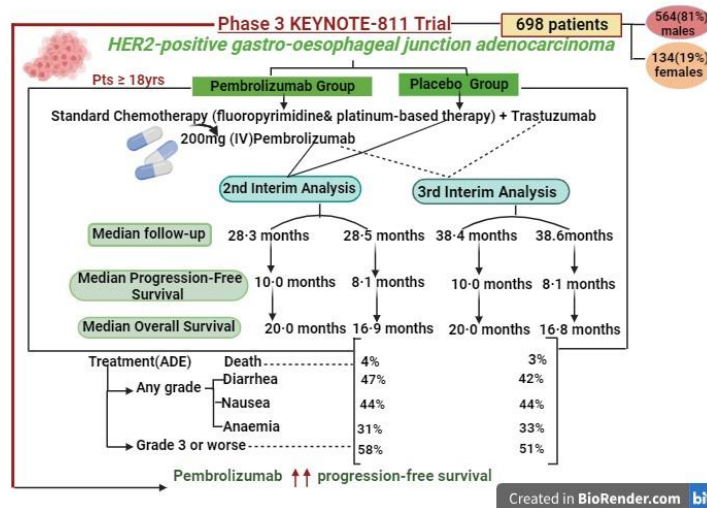 Phase 3 KEYNOTE-811 Trial
698 patients
564(81%)
males
134(19%)
females
HER2-positive gastro-oesophageal junction adenocarcinoma
Pts ≥ 18yrs
Pembrolizumab Group
Placebo Group
Standard Chemotherapy (fluoropyrimidine& platinum-based therapy) + Trastuzumab
200mg (IV)Pembrolizumab
2nd Interim Analysis
3rd Interim Analysis
Median follow-up
28·3 months
28·5 months
38·4 months
38.6months
Median Progression-Free
Survival
10·0 months
8·1 months
10·0 months
8·1 months
Median Overall Survival
20·0 months
16·9 months
20·0 months
16·8 months
Treatment(ADE)
Death
4%
3%
Any grade
Diarrhea
47%
42%
Nausea
44%
44%
Anaemia
31%
33%
Grade 3 or worse
58%
51%
Pembrolizumab ↑↑ progression-free survival
Created in BioRender.com